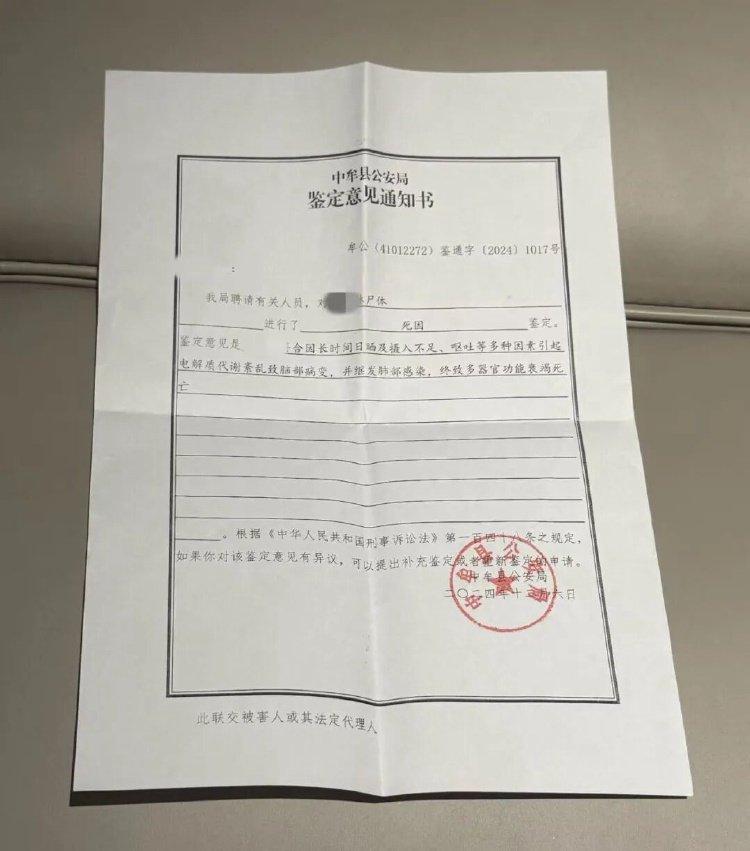 中牟县公安局
鉴定意见通知书
牟公（41012272）鉴通字〔2024〕1017号
：
我局聘请有关人员，对 林尸体
进行了 死因 鉴定。
鉴定意见是 符合因长时间日晒及摄入不足、呕吐等多种因素引起
电解质代谢紊乱致肺部病变，并继发肺部感染，终致多器官功能衰竭死
亡
。根据《中华人民共和国刑事诉讼法》第一百四十八条之规定，
如果你对该鉴定意见有异议，可以提出补充鉴定或者重新鉴定的申请。
中牟县公安局
二〇二四年十 月六日
中牟县公安局
此联交被害人或其法定代理人